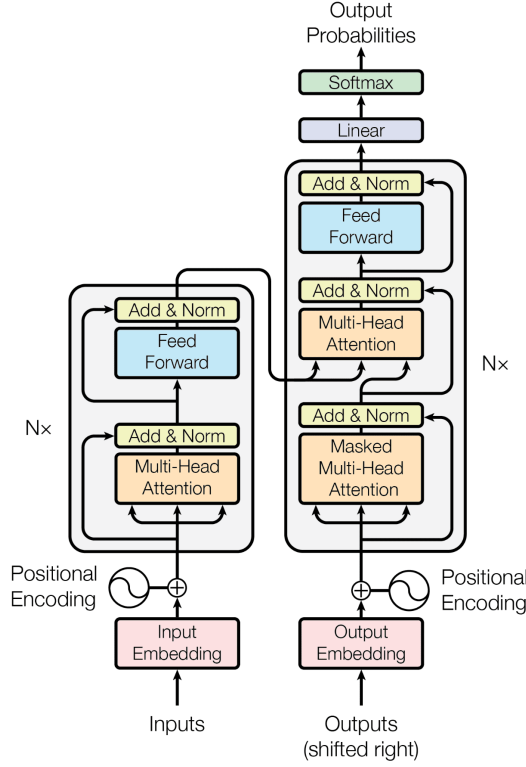 Output
Probabilities
Softmax
Linear
Add & Norm
Feed
Forward
Add & Norm
Multi-Head
Attention
Add & Norm
Masked
Multi-Head
Attention
N×
Add & Norm
Feed
Forward
Add & Norm
Multi-Head
Attention
N×
Positional
Encoding
Positional
Encoding
Input
Embedding
Output
Embedding
Inputs
Outputs
(shifted right)